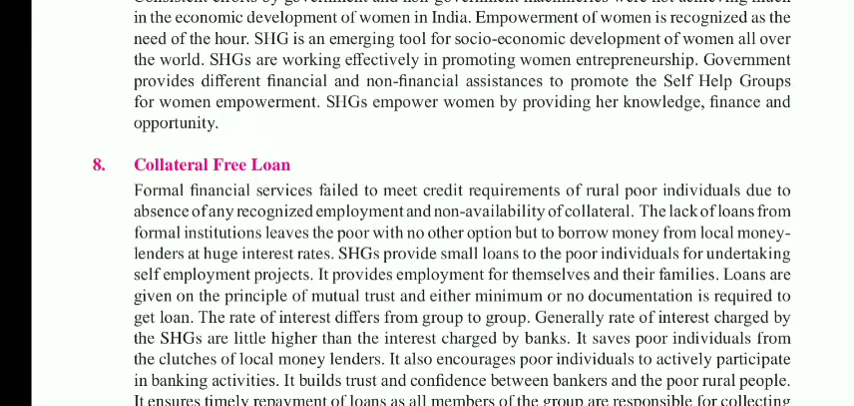 Consistent efforts by government and non government machineries were not achieving much
in the economic development of women in India. Empowerment of women is recognized as the
need of the hour. SHG is an emerging tool for socio-economic development of women all over
the world. SHGs are working effectively in promoting women entrepreneurship. Government
provides different financial and non-financial assistances to promote the Self Help Groups
for women empowerment. SHGs empower women by providing her knowledge, finance and
opportunity.
8. Collateral Free Loan
Formal financial services failed to meet credit requirements of rural poor individuals due to
absence of any recognized employment and non-availability of collateral. The lack of loans from
formal institutions leaves the poor with no other option but to borrow money from local money-
lenders at huge interest rates. SHGs provide small loans to the poor individuals for undertaking
self employment projects. It provides employment for themselves and their families. Loans are
given on the principle of mutual trust and either minimum or no documentation is required to
get loan. The rate of interest differs from group to group. Generally rate of interest charged by
the SHGs are little higher than the interest charged by banks. It saves poor individuals from
the clutches of local money lenders. It also encourages poor individuals to actively participate
in banking activities. It builds trust and confidence between bankers and the poor rural people.
It ensures timely repayment of loans as all members of the group are responsible for collecting